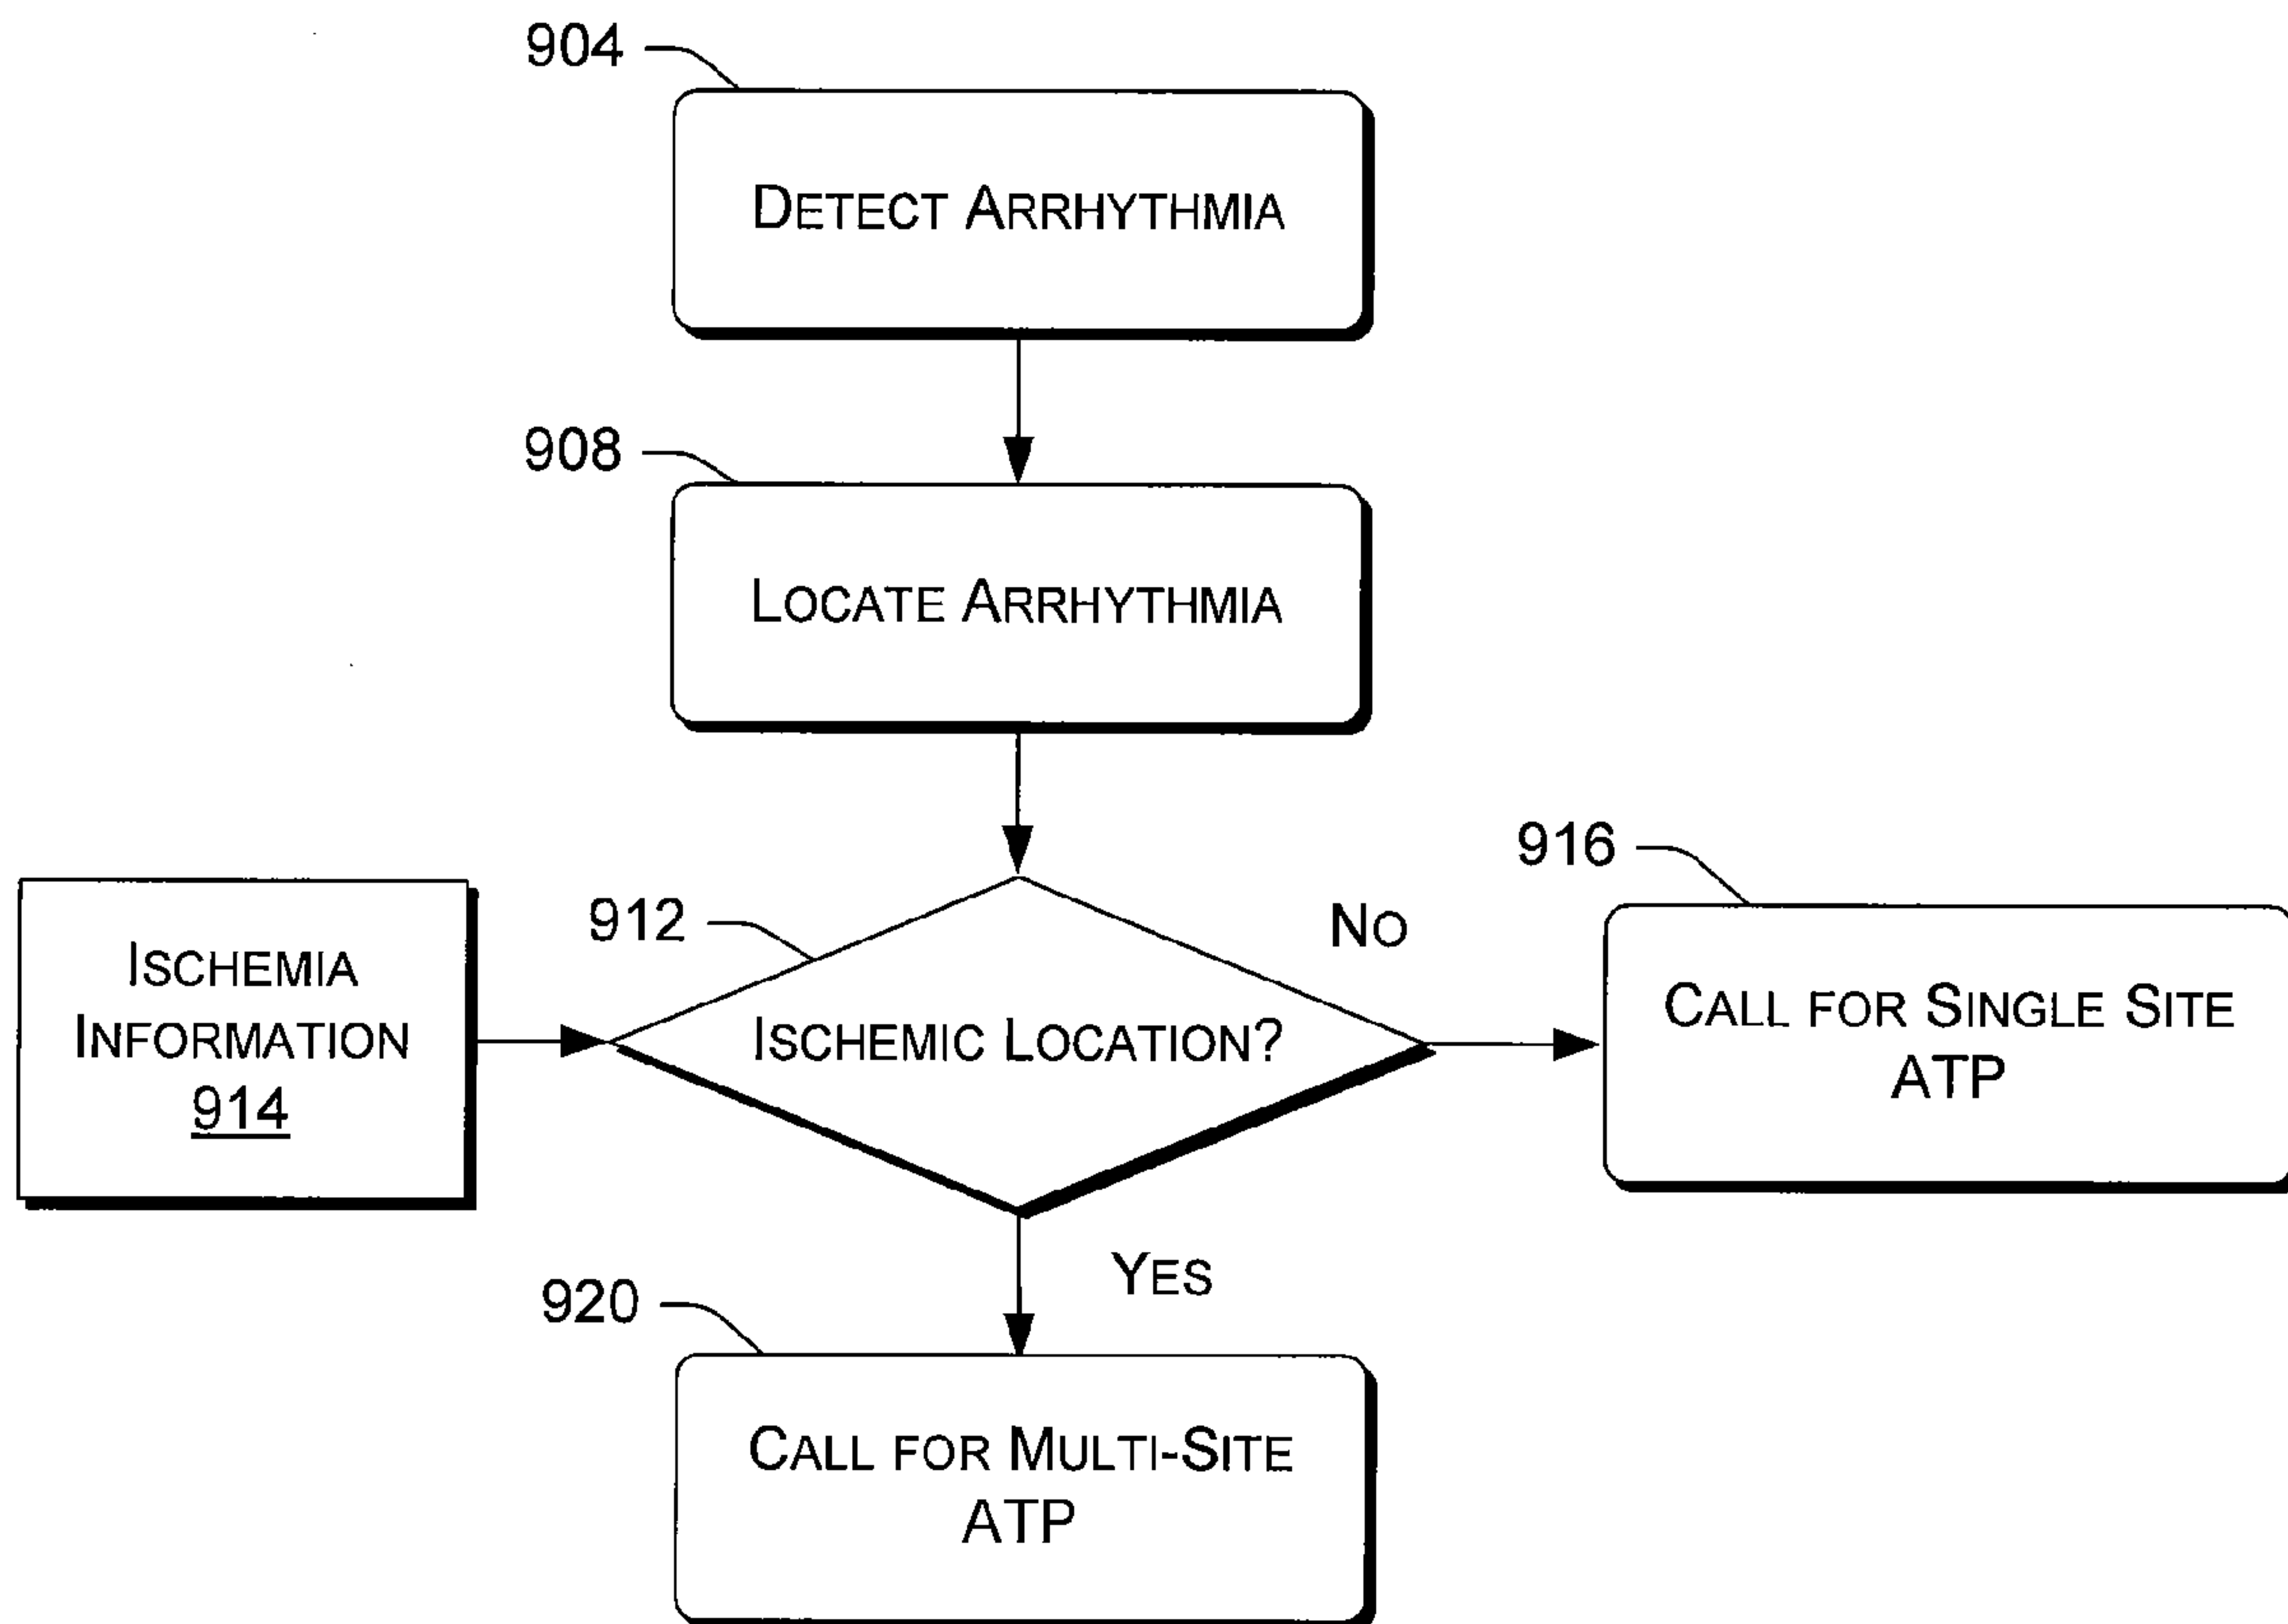 904
DETECT ARRHYTHMIA
908
LOCATE ARRHYTHMIA
912
NO
916
ISCHEMIA
INFORMATION
914
ISCHEMIC LOCATION?
CALL FOR SINGLE SITE
ATP
YES
920
CALL FOR MULTI-SITE
ATP